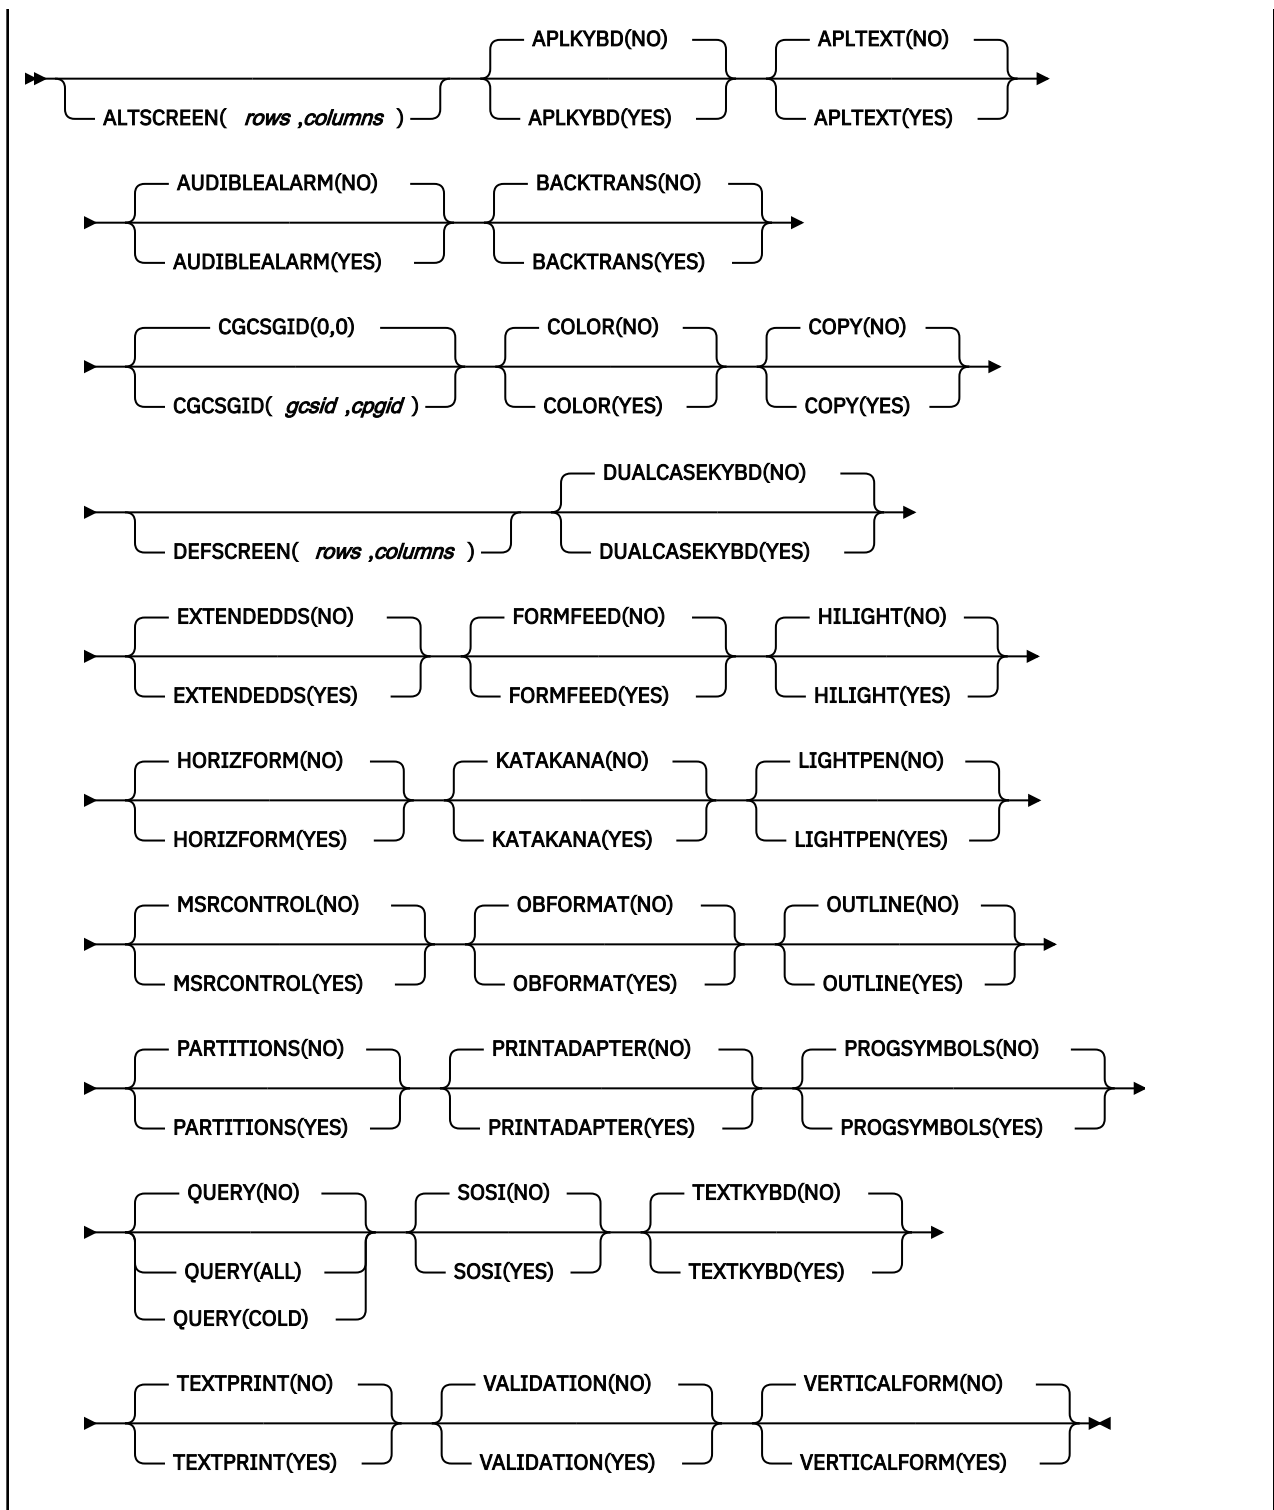 APLKYBD(NO) APLTEXT(NO)
ALTSCREEN( rows ,columns ) APLKYBD(YES) APLTEXT(YES)
AUDIBLEALARM(NO) BACKTRANS(NO)
AUDIBLEALARM(YES) BACKTRANS(YES)
CGCSGID(0,0) COLOR(NO) COPY(NO)
CGCSGID( gcsid ,cpgid ) COLOR(YES) COPY(YES)
DUALCASEKYBD(NO)
DEFSCREEN( rows ,columns ) DUALCASEKYBD(YES)
EXTENDEDDS(NO) FORMFEED(NO) HILIGHT(NO)
EXTENDEDDS(YES) FORMFEED(YES) HILIGHT(YES)
HORIZFORM(NO) KATAKANA(NO) LIGHTPEN(NO)
HORIZFORM(YES) KATAKANA(YES) LIGHTPEN(YES)
MSRCONTROL(NO) OBFORMAT(NO) OUTLINE(NO)
MSRCONTROL(YES) OBFORMAT(YES) OUTLINE(YES)
PARTITIONS(NO) PRINTADAPTER(NO) PROGSYMBOLS(NO)
PARTITIONS(YES) PRINTADAPTER(YES) PROGSYMBOLS(YES)
QUERY(NO) SOSI(NO) TEXTKYBD(NO)
QUERY(ALL) SOSI(YES) TEXTKYBD(YES)
QUERY(COLD)
TEXTPRINT(NO) VALIDATION(NO) VERTICALFORM(NO)
TEXTPRINT(YES) VALIDATION(YES) VERTICALFORM(YES)